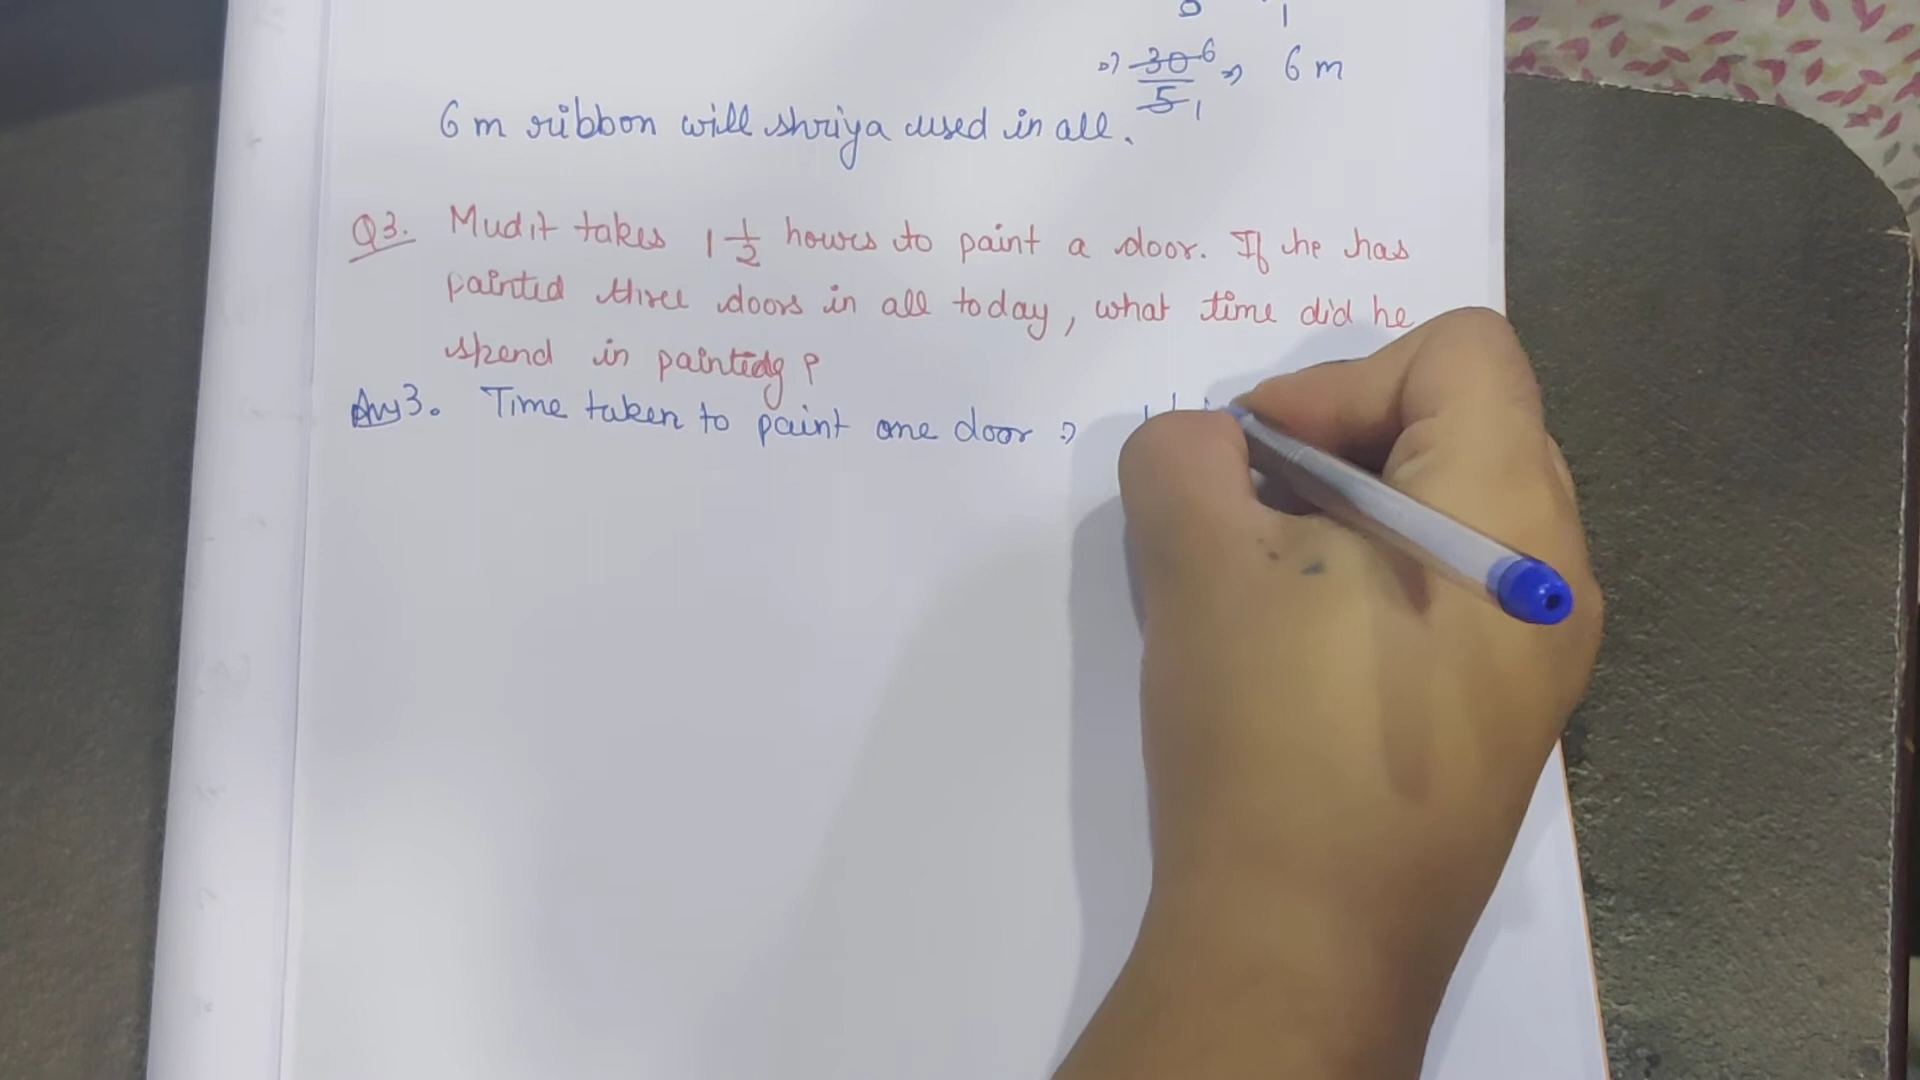 ⇒ 30 6 / 5 1 ⇒ 6 m
6 m ribbon will shriya used in all.
Q3. Mudit takes 1 1/2 hours to paint a door. If he has
painted three doors in all today, what time did he
spend in painting?
Ans3. Time taken to paint one door ⇒